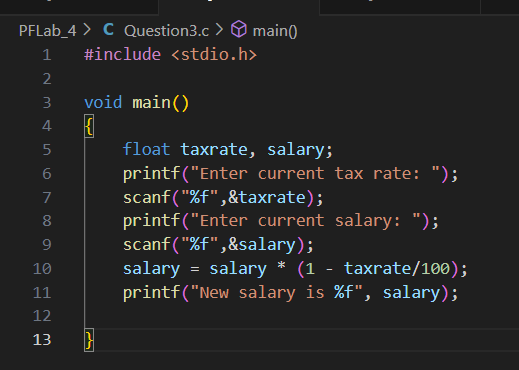 PFLab_4 > C Question3.c > main()
1 #include <stdio.h>
2
3 void main()
4 {
5     float taxrate, salary;
6     printf("Enter current tax rate: ");
7     scanf("%f",&taxrate);
8     printf("Enter current salary: ");
9     scanf("%f",&salary);
10     salary = salary * (1 - taxrate/100);
11     printf("New salary is %f", salary);
12
13 }